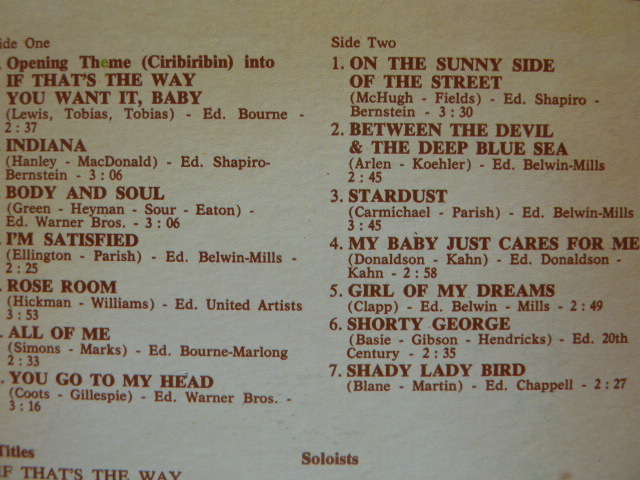 ide One
. Opening Theme (Ciribiribin) into
IF THAT'S THE WAY
YOU WANT IT, BABY
(Lewis, Tobias, Tobias) - Ed. Bourne -
2 : 37
. INDIANA
(Hanley - MacDonald) - Ed. Shapiro-
Bernstein - 3 : 06
. BODY AND SOUL
(Green - Heyman - Sour - Eaton) -
Ed. Warner Bros. - 3 : 06
. I'M SATISFIED
(Ellington - Parish) - Ed. Belwin-Mills -
2 : 25
. ROSE ROOM
(Hickman - Williams) - Ed. United Artists
3 : 53
. ALL OF ME
(Simons - Marks) - Ed. Bourne-Marlong
2 : 33
. YOU GO TO MY HEAD
(Coots - Gillespie) - Ed. Warner Bros. -
3 : 16
Side Two
1. ON THE SUNNY SIDE
OF THE STREET
(McHugh - Fields) - Ed. Shapiro -
Bernstein - 3 : 30
2. BETWEEN THE DEVIL
& THE DEEP BLUE SEA
(Arlen - Koehler) - Ed. Belwin-Mills
2 : 45
3. STARDUST
(Carmichael - Parish) - Ed. Belwin-Mills
3 : 45
4. MY BABY JUST CARES FOR ME
(Donaldson - Kahn) - Ed. Donaldson -
Kahn - 2 : 58
5. GIRL OF MY DREAMS
(Clapp) - Ed. Belwin - Mills - 2 : 49
6. SHORTY GEORGE
(Basie - Gibson - Hendricks) - Ed. 20th
Century - 2 : 35
7. SHADY LADY BIRD
(Blane - Martin) - Ed. Chappell - 2 : 27
Titles
IF THAT'S THE WAY
Soloists